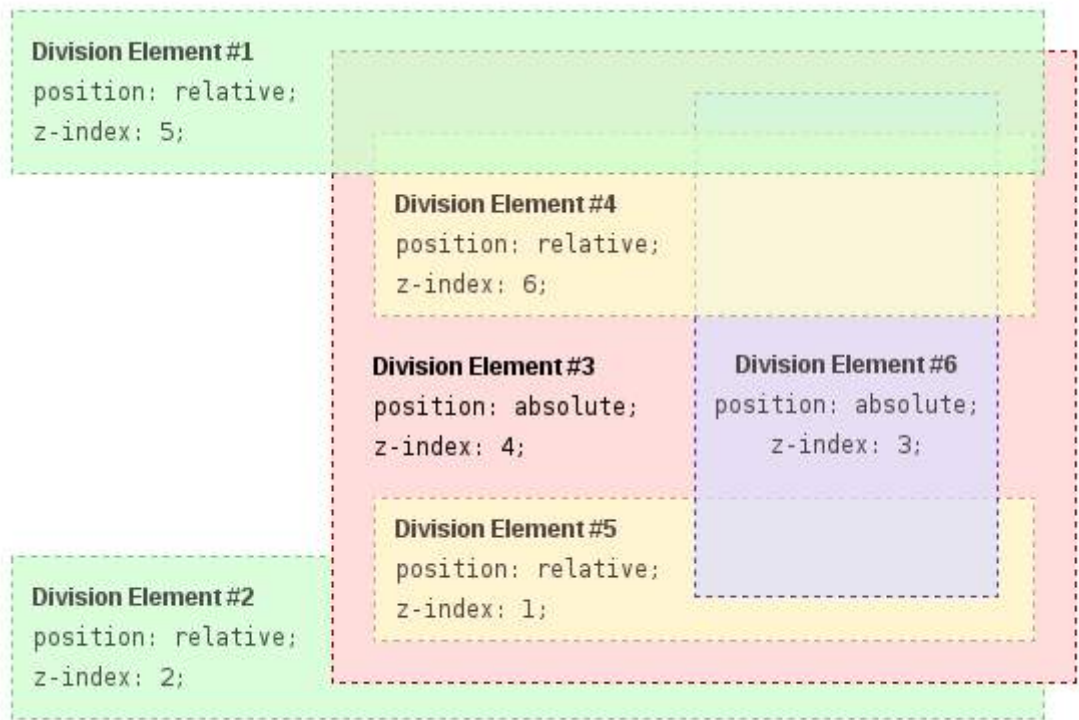 Division Element #1
position: relative;
z-index: 5;
Division Element #4
position: relative;
z-index: 6;
Division Element #3
position: absolute;
z-index: 4;
Division Element #6
position: absolute;
z-index: 3;
Division Element #5
position: relative;
z-index: 1;
Division Element #2
position: relative;
z-index: 2;